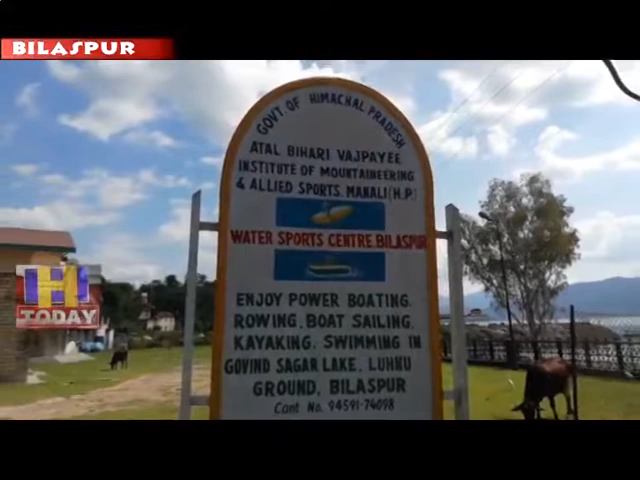 BILASPUR
GOVT OF HIMACHAL PRADESH
ATAL BIHARI VAJPAYEE
INSTITUTE OF MOUNTAINEERING
& ALLIED SPORTS. MANALI (H.P)
WATER SPORTS CENTRE. BILASPUR
ENJOY POWER BOATING.
ROWING. BOAT SAILING.
KAYAKING. SWIMMING IN
GOVIND SAGAR LAKE. LUHNU
GROUND, BILASPUR
Cont No. 94591-74098
H
TODAY